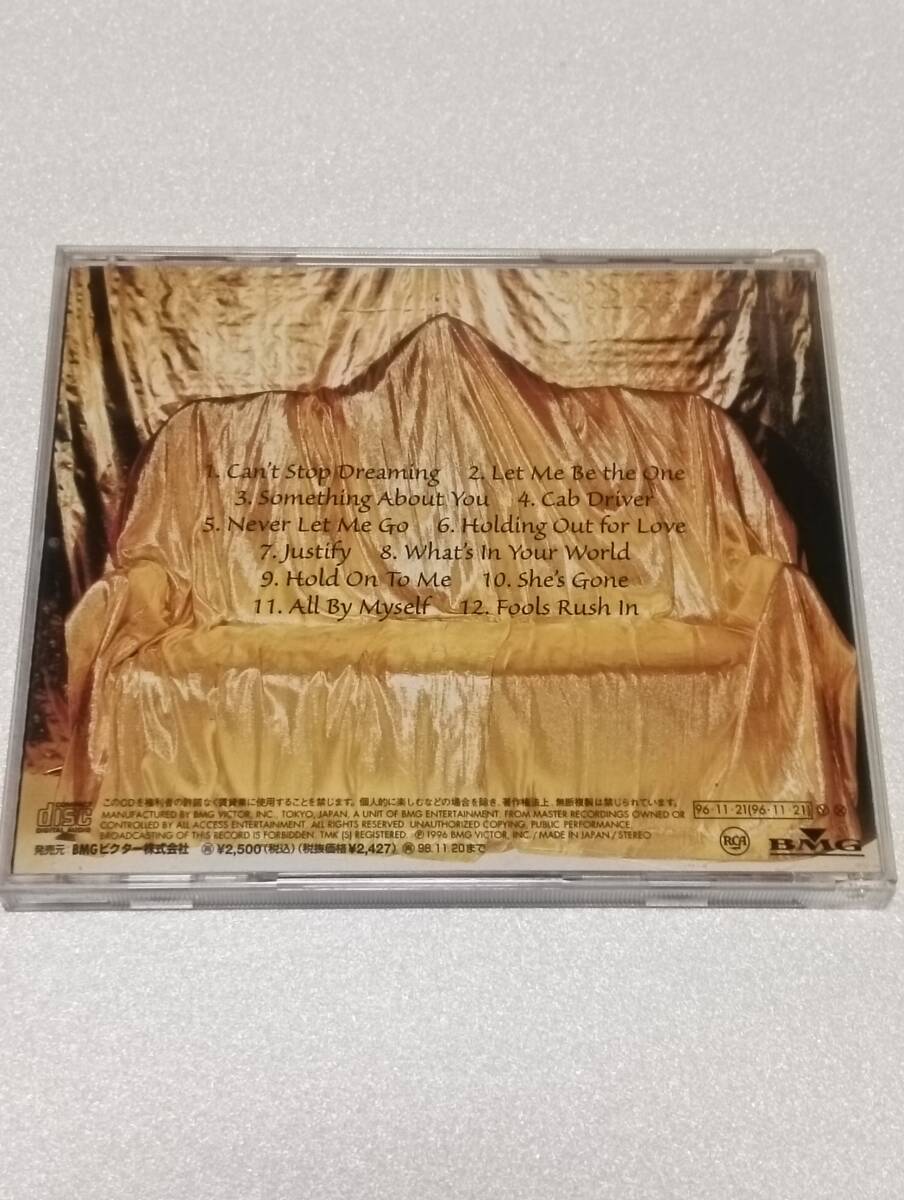 1. Can't Stop Dreaming 2. Let Me Be the One
3. Something About You 4. Cab Driver
5. Never Let Me Go 6. Holding Out for Love
7. Justify 8. What's In Your World
9. Hold On To Me 10. She's Gone
11. All By Myself 12. Fools Rush In
COMPACT
disc
DIGITAL AUDIO
このCDを権利者の許諾なく賃貸業に使用することを禁じます。個人的に楽しむなどの場合を除き、著作権法上、無断複製は禁じられています。
MANUFACTURED BY BMG VICTOR, INC., TOKYO, JAPAN, A UNIT OF BMG ENTERTAINMENT, FROM MASTER RECORDINGS OWNED OR
CONTROLLED BY ALL ACCESS ENTERTAINMENT. ALL RIGHTS RESERVED. UNAUTHORIZED COPYING, PUBLIC PERFORMANCE,
BROADCASTING OF THIS RECORD IS FORBIDDEN. TMK (S) REGISTERED. Ⓟ 1996 BMG VICTOR, INC. / MADE IN JAPAN / STEREO
発売元 BMGビクター株式会社 ㋾¥2,500(税込)(税抜価格¥2,427) ㋾98.11.20まで
96・11・21(96・11・21)
RCA
BMG